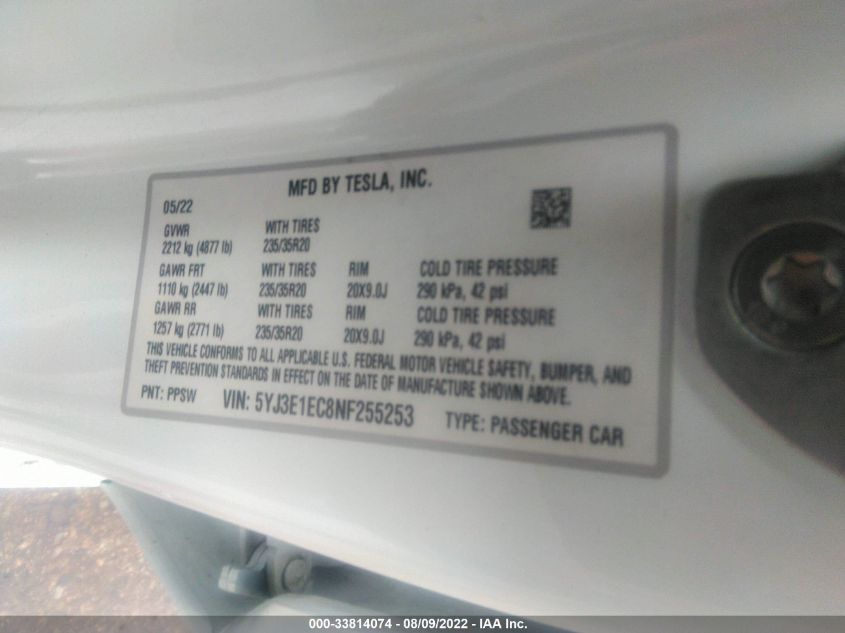 MFD BY TESLA, INC.
05/22
GVWR WITH TIRES
2212 kg (4877 lb) 235/35R20
GAWR FRT WITH TIRES RIM COLD TIRE PRESSURE
1110 kg (2447 lb) 235/35R20 20X9.0J 290 kPa, 42 psi
GAWR RR WITH TIRES RIM COLD TIRE PRESSURE
1257 kg (2771 lb) 235/35R20 20X9.0J 290 kPa, 42 psi
THIS VEHICLE CONFORMS TO ALL APPLICABLE U.S. FEDERAL MOTOR VEHICLE SAFETY, BUMPER, AND
THEFT PREVENTION STANDARDS IN EFFECT ON THE DATE OF MANUFACTURE SHOWN ABOVE.
PNT: PPSW VIN: 5YJ3E1EC8NF255253 TYPE: PASSENGER CAR
000-33814074 - 08/09/2022 - IAA Inc.